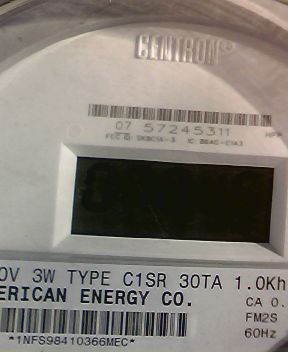 CENTRON®
07 57245311
0V 3W TYPE C1SR 30TA 1.0Kh
ERICAN ENERGY CO.
CA 0.
FM2S
60Hz
*1NFS98410366MEC*